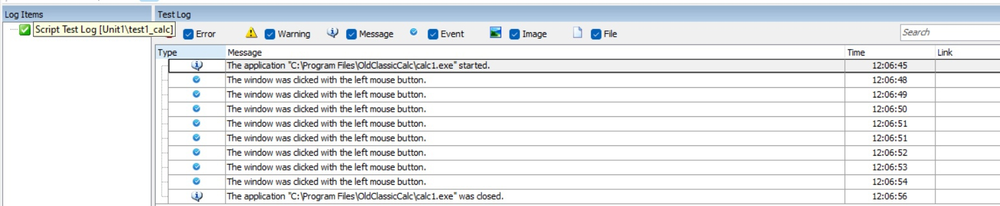 Log Items Test Log
Script Test Log [Unit1\test1_calc] Error Warning Message Event Image File Search
Type Message Time Link
The application "C:\Program Files\OldClassicCalc\calc1.exe" started. 12:06:45
The window was clicked with the left mouse button. 12:06:48
The window was clicked with the left mouse button. 12:06:49
The window was clicked with the left mouse button. 12:06:50
The window was clicked with the left mouse button. 12:06:51
The window was clicked with the left mouse button. 12:06:51
The window was clicked with the left mouse button. 12:06:52
The window was clicked with the left mouse button. 12:06:53
The window was clicked with the left mouse button. 12:06:54
The application "C:\Program Files\OldClassicCalc\calc1.exe" was closed. 12:06:56